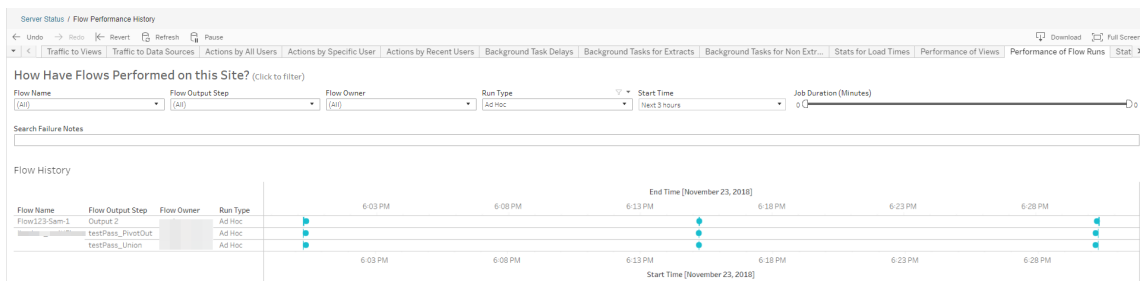 Server Status / Flow Performance History
← Undo → Redo |← Revert Refresh Pause Download Full Screen
Traffic to Views Traffic to Data Sources Actions by All Users Actions by Specific User Actions by Recent Users Background Task Delays Background Tasks for Extracts Background Tasks for Non Extr... Stats for Load Times Performance of Views Performance of Flow Runs Stat
How Have Flows Performed on this Site? (Click to filter)
Flow Name Flow Output Step Flow Owner Run Type Start Time Job Duration (Minutes)
(All) (All) (All) Ad Hoc Next 3 hours 0 0
Search Failure Notes
Flow History
End Time [November 23, 2018]
Flow Name Flow Output Step Flow Owner Run Type 6:03 PM 6:08 PM 6:13 PM 6:18 PM 6:23 PM 6:28 PM
Flow123-Sam-1 Output 2 Ad Hoc
testPass_PivotOut Ad Hoc
testPass_Union Ad Hoc
6:03 PM 6:08 PM 6:13 PM 6:18 PM 6:23 PM 6:28 PM
Start Time [November 23, 2018]